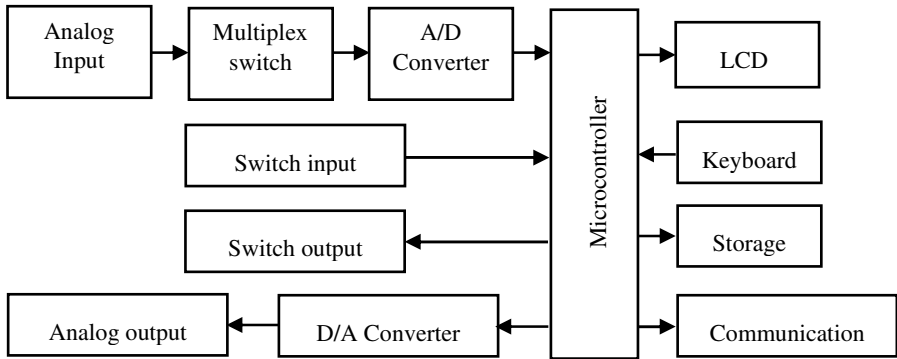 Analog
Input
Multiplex
switch
A/D
Converter
Microcontroller
LCD
Switch input
Keyboard
Switch output
Storage
Analog output
D/A Converter
Communication